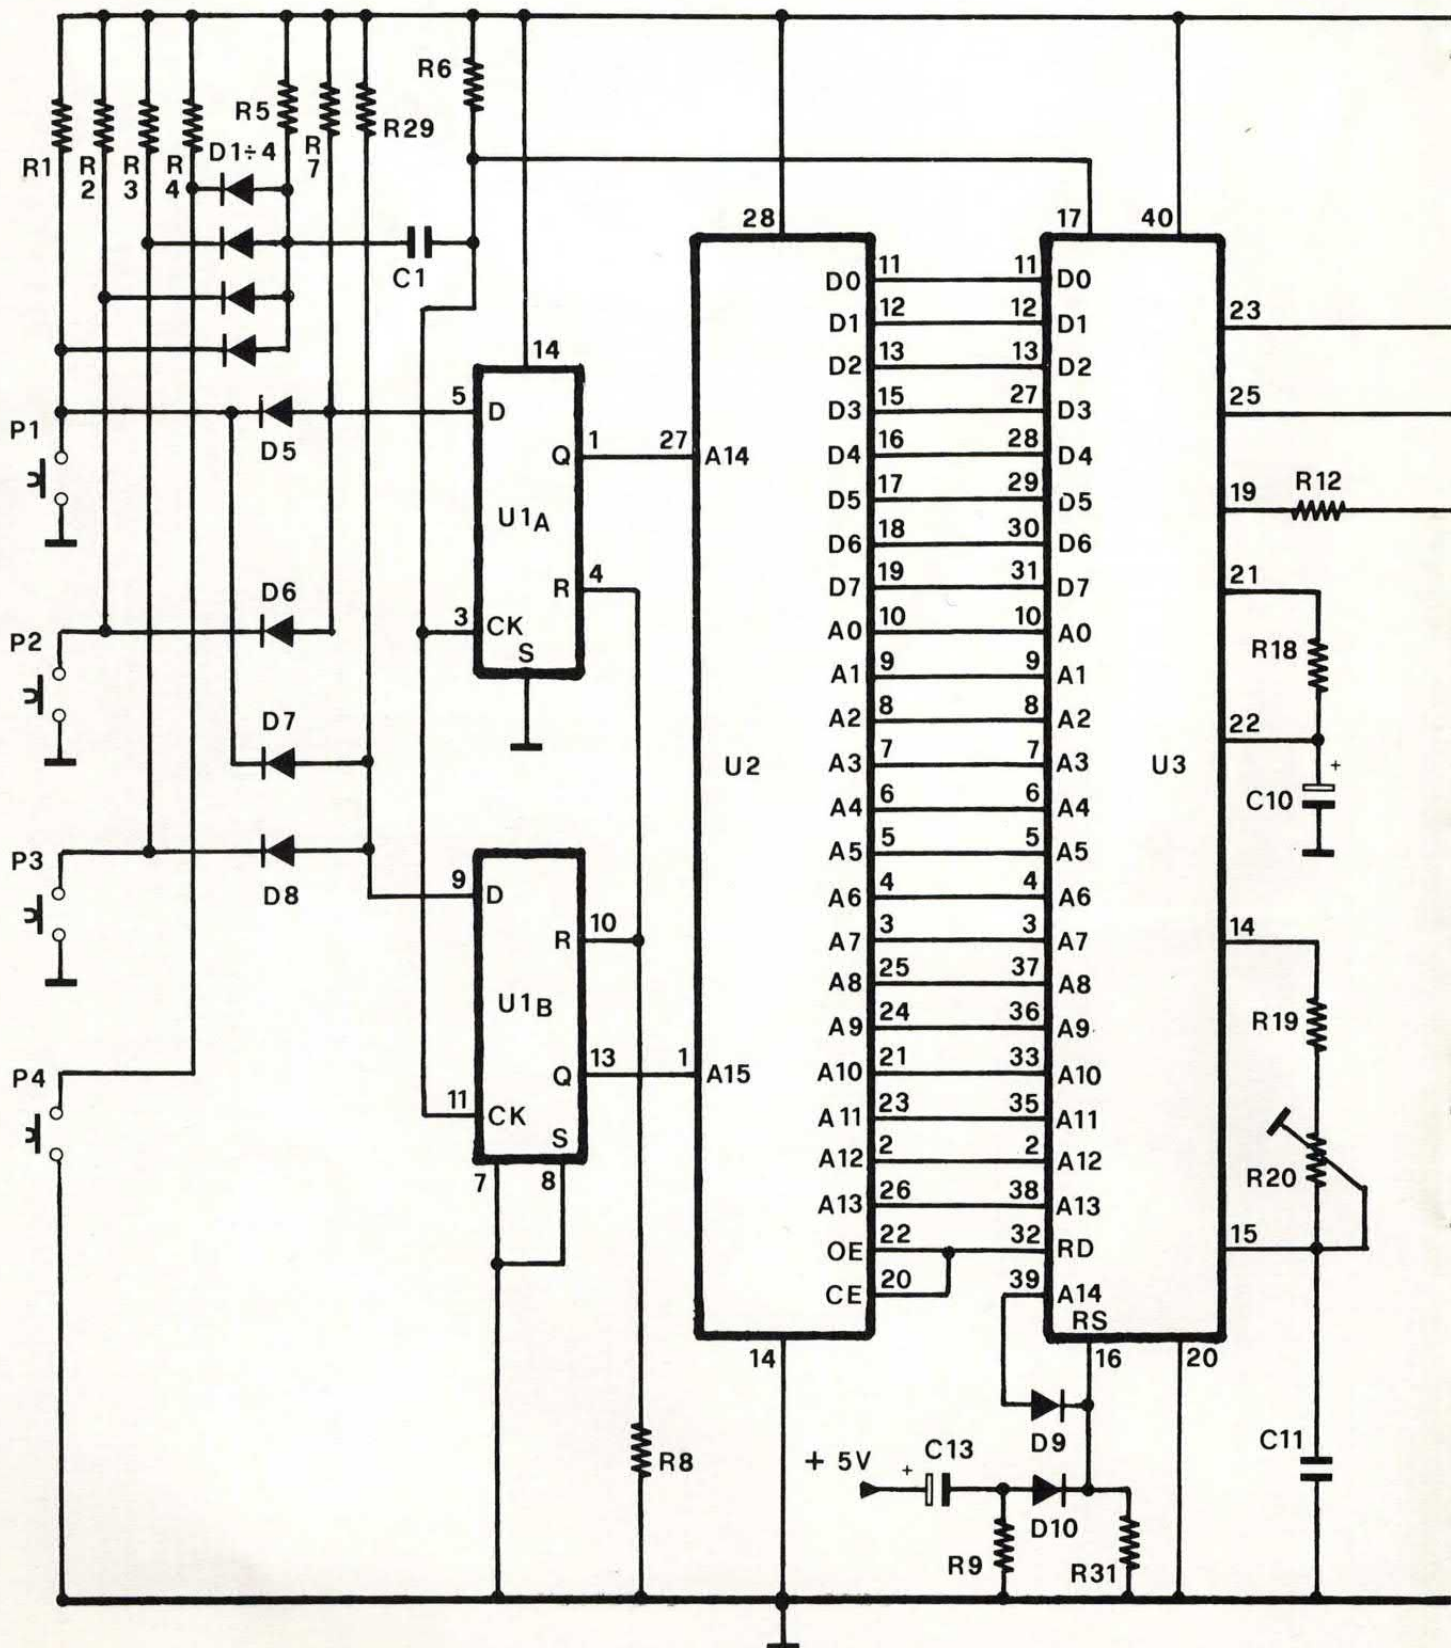 R1
R
2
R
3
R
4
R5
D1÷4
R
7
R29
R6
C1
P1
D5
P2
D6
D7
P3
D8
P4
14
5 D
Q 1
U1A
R 4
3 CK
S
9 D
R 10
U1B
Q 13
11 CK
S
7 8
R8
28
27 A14
U2
1 A15
14
D0 11 11 D0
D1 12 12 D1
D2 13 13 D2
D3 15 27 D3
D4 16 28 D4
D5 17 29 D5
D6 18 30 D6
D7 19 31 D7
A0 10 10 A0
A1 9 9 A1
A2 8 8 A2
A3 7 7 A3
A4 6 6 A4
A5 5 5 A5
A6 4 4 A6
A7 3 3 A7
A8 25 37 A8
A9 24 36 A9
A10 21 33 A10
A11 23 35 A11
A12 2 2 A12
A13 26 38 A13
OE 22 32 RD
CE 20 39 A14
RS
17 40
U3
16 20
23
25
19 R12
21
R18
22
+
C10
14
R19
R20
15
C11
D9
+ 5V
+
C13
D10
R9
R31